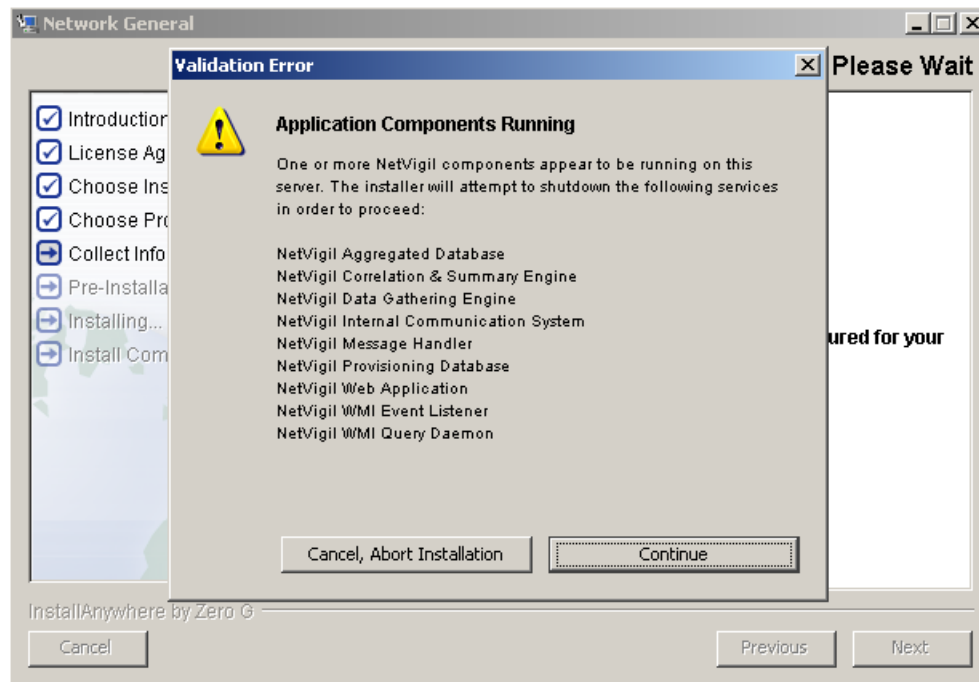 Network General
Please Wait
Validation Error
Introduction
License Ag
Choose Ins
Choose Pro
Collect Info
Pre-Installa
Installing...
Install Com
Application Components Running
One or more NetVigil components appear to be running on this
server. The installer will attempt to shutdown the following services
in order to proceed:
NetVigil Aggregated Database
NetVigil Correlation & Summary Engine
NetVigil Data Gathering Engine
NetVigil Internal Communication System
NetVigil Message Handler
NetVigil Provisioning Database
NetVigil Web Application
NetVigil WMI Event Listener
NetVigil WMI Query Daemon
ured for your
Cancel, Abort Installation
Continue
InstallAnywhere by Zero G
Cancel
Previous
Next